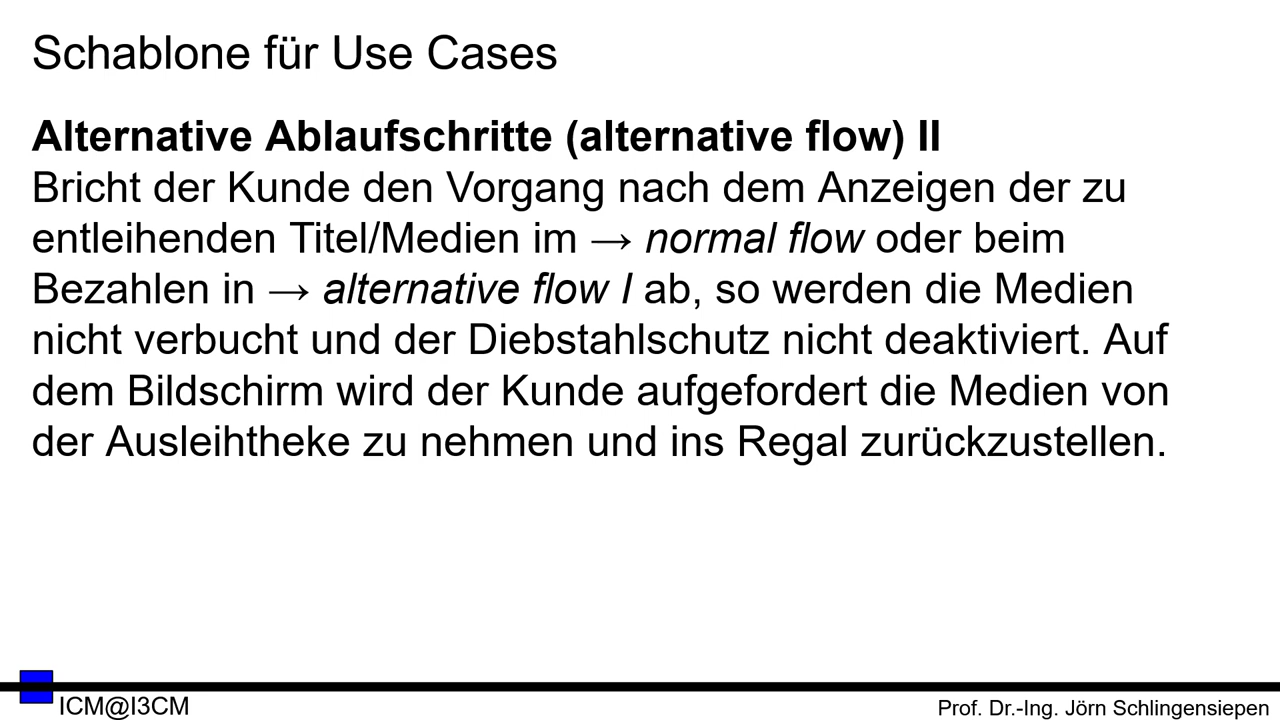 Schablone für Use Cases
Alternative Ablaufschritte (alternative flow) II
Bricht der Kunde den Vorgang nach dem Anzeigen der zu
entleihenden Titel/Medien im → normal flow oder beim
Bezahlen in → alternative flow I ab, so werden die Medien
nicht verbucht und der Diebstahlschutz nicht deaktiviert. Auf
dem Bildschirm wird der Kunde aufgefordert die Medien von
der Ausleihtheke zu nehmen und ins Regal zurückzustellen.
ICM@I3CM
Prof. Dr.-Ing. Jörn Schlingensiepen